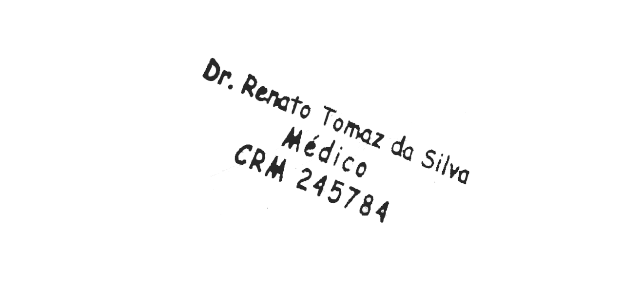 Dr. Renato Tomaz da Silva
Médico
CRM 245784